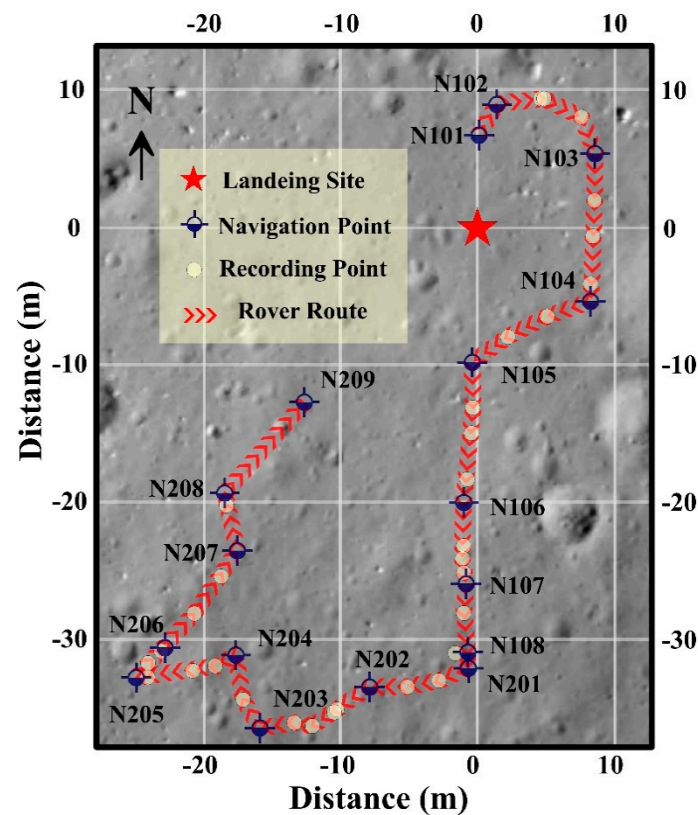 -20 -10 0 10
10 10
N102
N
N101
N103
Landeing Site
0 0
Navigation Point
N104
Recording Point
Rover Route
-10 -10
N105
N209
Distance (m)
N208
-20 N106 -20
N207
N107
N206
N204
N108
-30 -30
N202
N201
N205
N203
-20 -10 0 10
Distance (m)